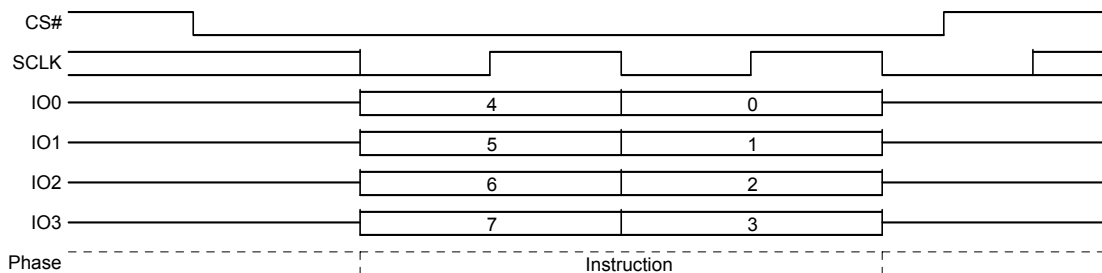 CS#
SCLK
IO0 4 0
IO1 5 1
IO2 6 2
IO3 7 3
Phase Instruction